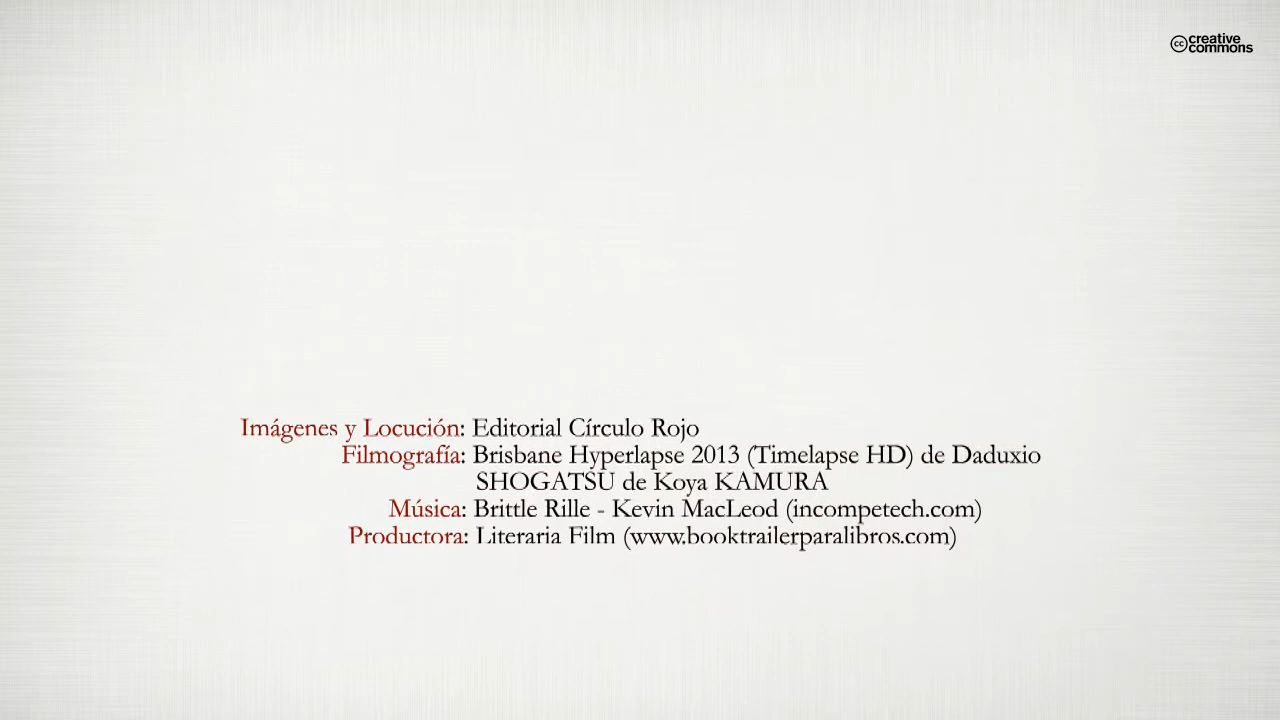 cc creative
commons
Imágenes y Locución: Editorial Círculo Rojo
Filmografía: Brisbane Hyperlapse 2013 (Timelapse HD) de Daduxio
SHOGATSU de Koya KAMURA
Música: Brittle Rille - Kevin MacLeod (incompetech.com)
Productora: Literaria Film (www.booktrailerparalibros.com)